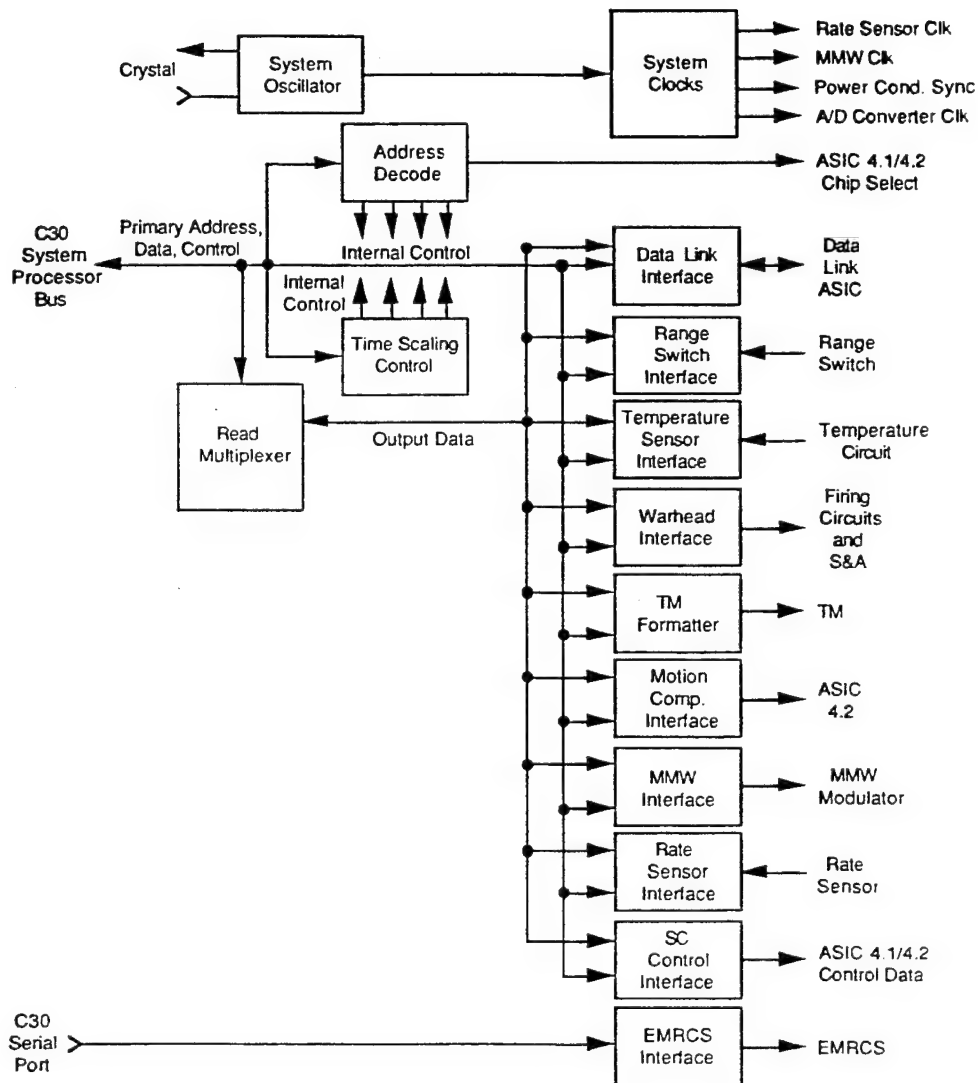 Crystal
System
Oscillator
System
Clocks
Rate Sensor Clk
MMW Clk
Power Cond. Sync
A/D Converter Clk
Address
Decode
ASIC 4.1/4.2
Chip Select
C30
System
Processor
Bus
Primary Address,
Data, Control
Internal Control
Internal
Control
Time Scaling
Control
Read
Multiplexer
Output Data
Data Link
Interface
Data
Link
ASIC
Range
Switch
Interface
Range
Switch
Temperature
Sensor
Interface
Temperature
Circuit
Warhead
Interface
Firing
Circuits
and
S&A
TM
Formatter
TM
Motion
Comp.
Interface
ASIC
4.2
MMW
Interface
MMW
Modulator
Rate
Sensor
Interface
Rate
Sensor
SC
Control
Interface
ASIC 4.1/4.2
Control Data
C30
Serial
Port
EMRCS
Interface
EMRCS